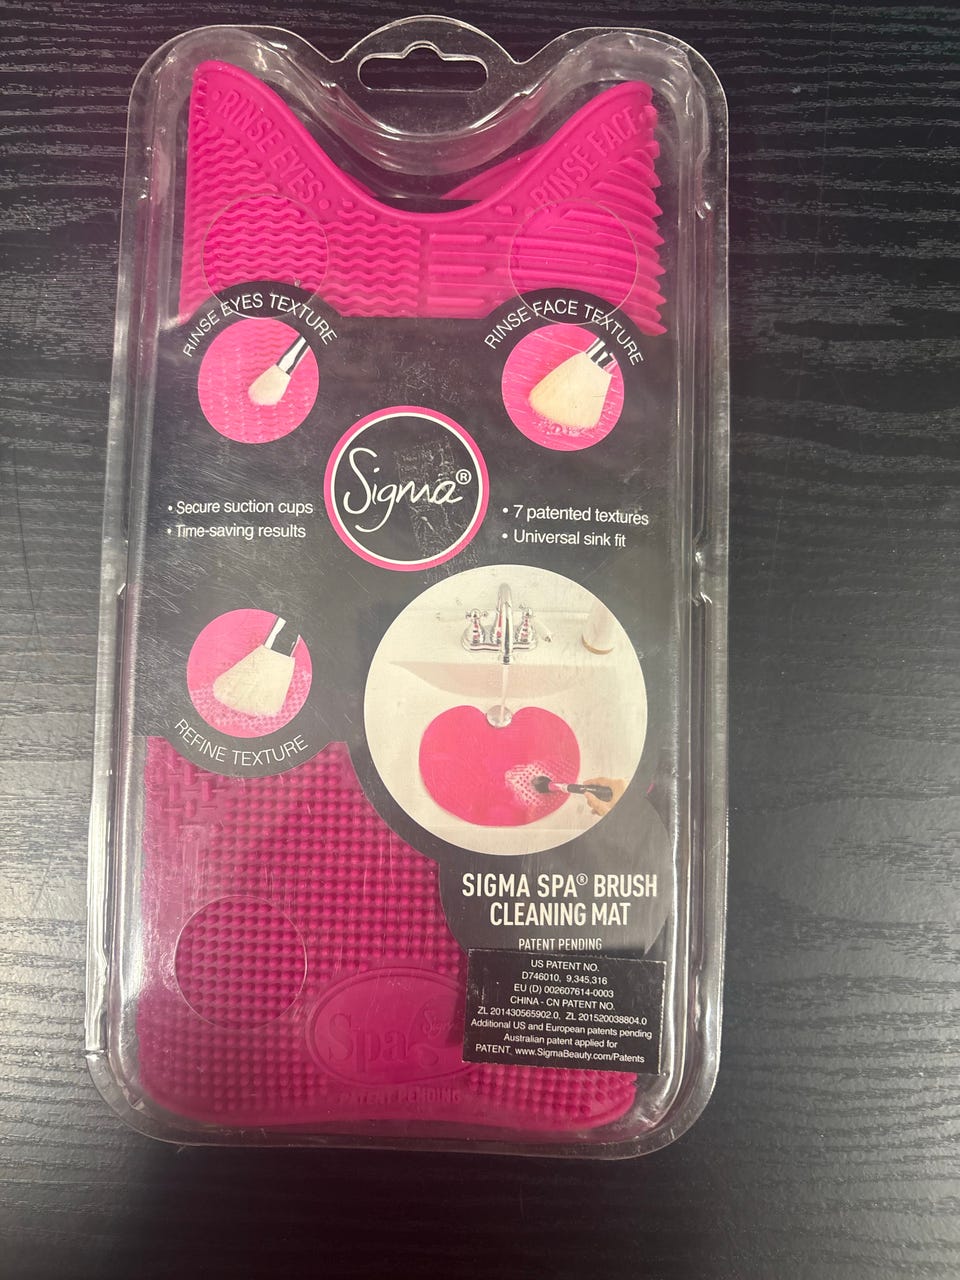 • RINSE EYES •
• RINSE FACE •
RINSE EYES TEXTURE
RINSE FACE TEXTURE
Sigma®
• Secure suction cups
• Time-saving results
• 7 patented textures
• Universal sink fit
REFINE TEXTURE
SIGMA SPA® BRUSH
CLEANING MAT
PATENT PENDING
US PATENT NO.
D746010, 9,345,316
EU (D) 002607614-0003
CHINA - CN PATENT NO.
ZL 201430565902.0, ZL 201520038804.0
Additional US and European patents pending
Australian patent applied for
PATENT www.SigmaBeauty.com/Patents
Sigma
Spa
PATENT PENDING